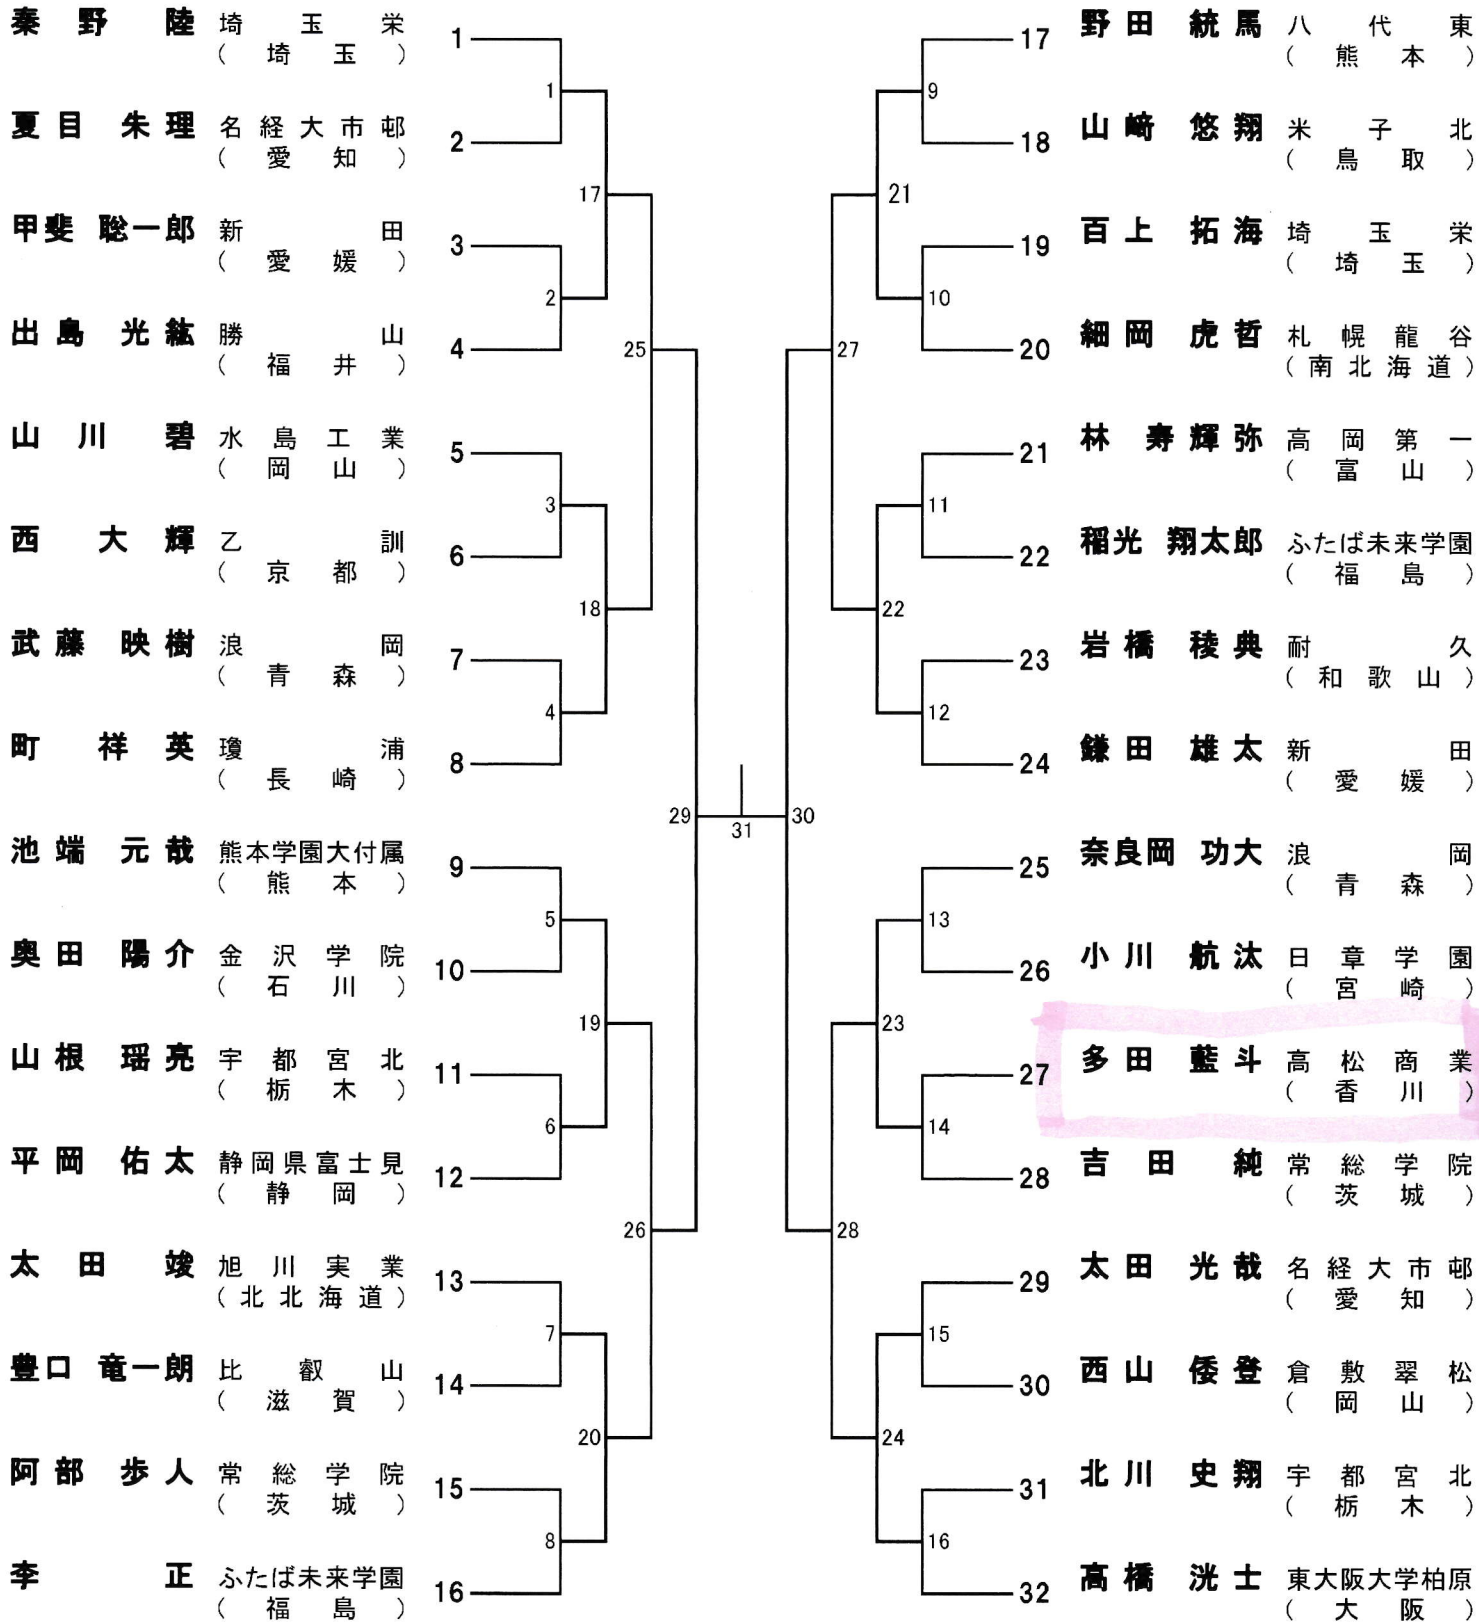 秦野 陸 埼玉栄 1
(埼玉)
1
夏目 朱理 名経大市邨 2
(愛知)
17
甲斐 聡一郎 新田 3
(愛媛)
2
出島 光紘 勝山 4
(福井)
25
山川 碧 水島工業 5
(岡山)
3
西 大輝 乙訓 6
(京都)
18
武藤 映樹 浪岡 7
(青森)
4
町 祥英 瓊浦 8
(長崎)
29
池端 元哉 熊本学園大付属 9
(熊本)
5
奥田 陽介 金沢学院 10
(石川)
19
山根 瑶亮 宇都宮北 11
(栃木)
6
平岡 佑太 静岡県富士見 12
(静岡)
26
太田 竣 旭川実業 13
(北北海道)
7
豊口 竜一朗 比叡山 14
(滋賀)
20
阿部 歩人 常総学院 15
(茨城)
8
李 正 ふたば未来学園 16
(福島)
31
17 野田 統馬 八代東
(熊本)
9
18 山﨑 悠翔 米子北
(鳥取)
21
19 百上 拓海 埼玉栄
(埼玉)
10
20 細岡 虎哲 札幌龍谷
(南北海道)
27
21 林 寿輝弥 高岡第一
(富山)
11
22 稲光 翔太郎 ふたば未来学園
(福島)
22
23 岩橋 稜典 耐久
(和歌山)
12
24 鎌田 雄太 新田
(愛媛)
30
25 奈良岡 功大 浪岡
(青森)
13
26 小川 航汰 日章学園
(宮崎)
23
27 多田 藍斗 高松商業
(香川)
14
28 吉田 純 常総学院
(茨城)
28
29 太田 光哉 名経大市邨
(愛知)
15
30 西山 倭登 倉敷翠松
(岡山)
24
31 北川 史翔 宇都宮北
(栃木)
16
32 高橋 洸士 東大阪大学柏原
(大阪)